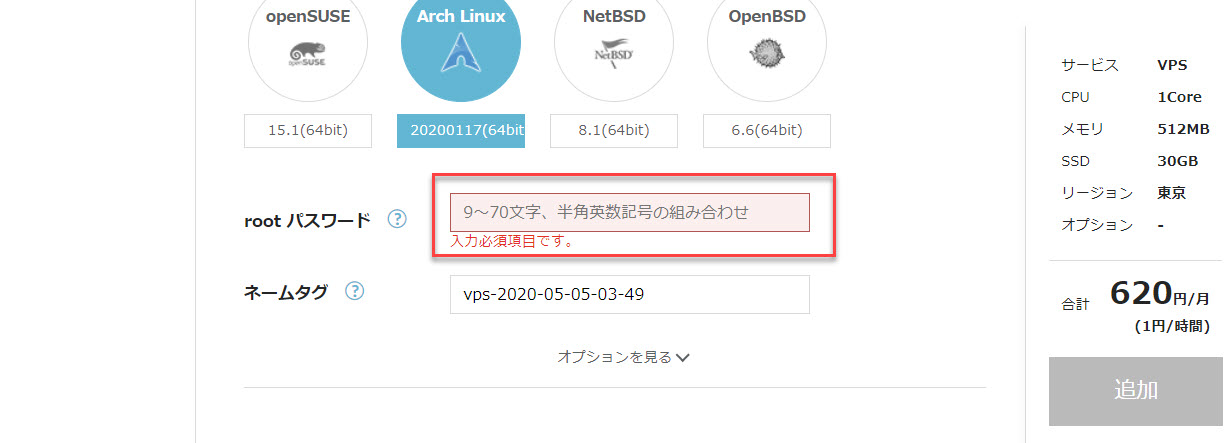 openSUSE
Arch Linux
NetBSD
OpenBSD
openSUSE
NetBSD
15.1(64bit)
20200117(64bit
8.1(64bit)
6.6(64bit)
root パスワード ?
9～70文字、半角英数記号の組み合わせ
入力必須項目です。
ネームタグ ?
vps-2020-05-05-03-49
オプションを見る
サービス VPS
CPU 1Core
メモリ 512MB
SSD 30GB
リージョン 東京
オプション -
合計 620円/月
(1円/時間)
追加